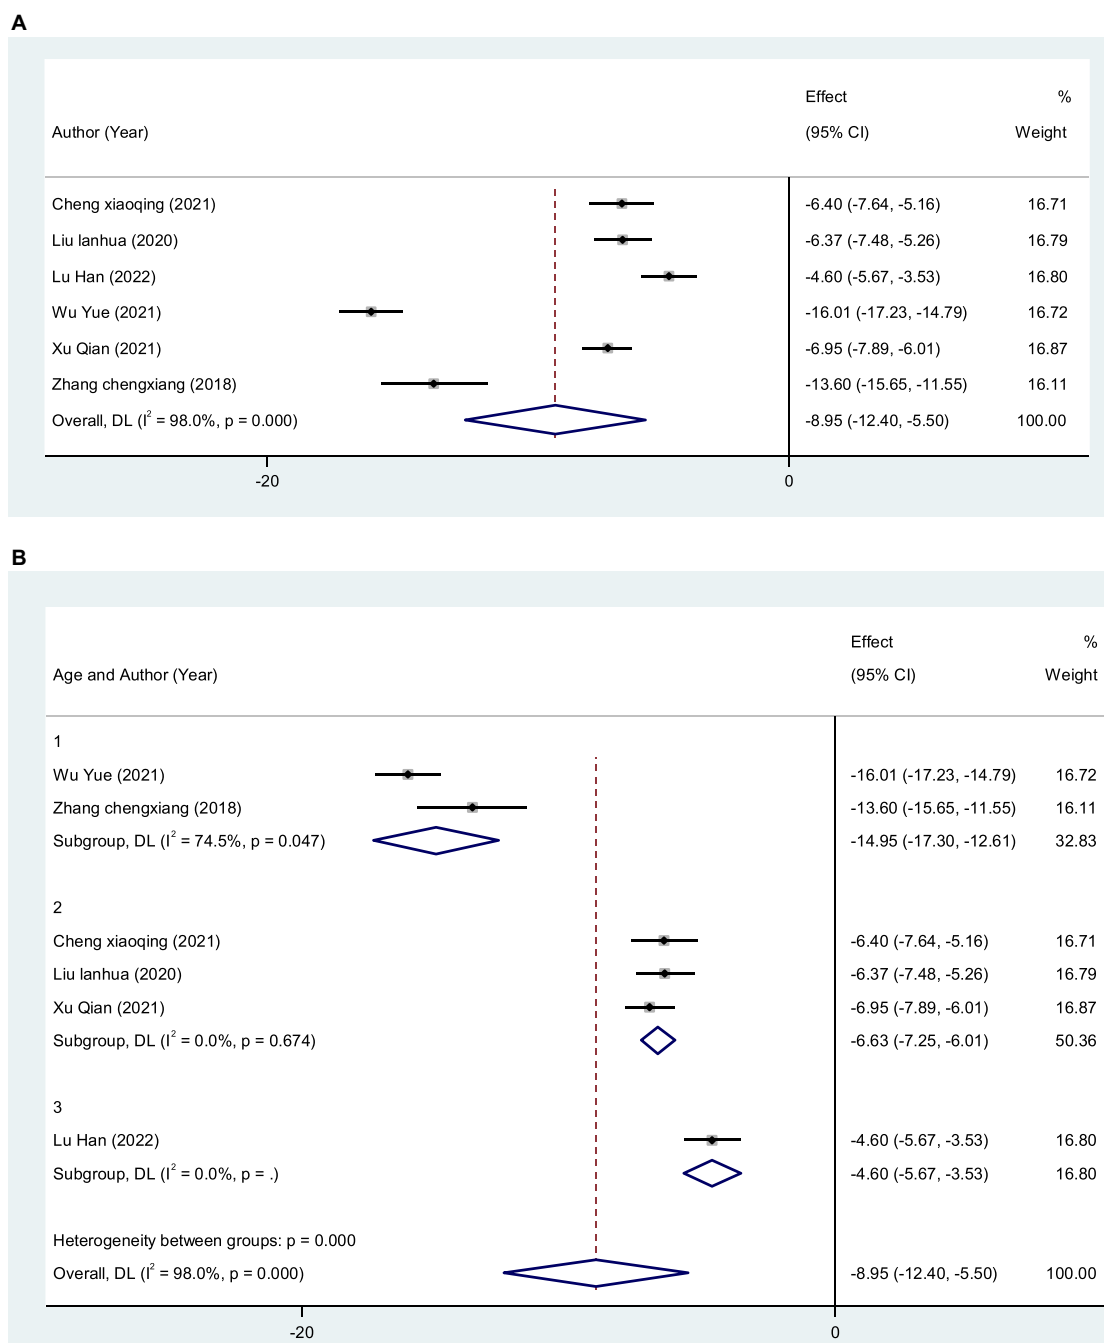 A
Effect %
Author (Year) (95% CI) Weight
Cheng xiaoqing (2021) -6.40 (-7.64, -5.16) 16.71
Liu lanhua (2020) -6.37 (-7.48, -5.26) 16.79
Lu Han (2022) -4.60 (-5.67, -3.53) 16.80
Wu Yue (2021) -16.01 (-17.23, -14.79) 16.72
Xu Qian (2021) -6.95 (-7.89, -6.01) 16.87
Zhang chengxiang (2018) -13.60 (-15.65, -11.55) 16.11
Overall, DL (I² = 98.0%, p = 0.000) -8.95 (-12.40, -5.50) 100.00
-20 0
B
Effect %
Age and Author (Year) (95% CI) Weight
1
Wu Yue (2021) -16.01 (-17.23, -14.79) 16.72
Zhang chengxiang (2018) -13.60 (-15.65, -11.55) 16.11
Subgroup, DL (I² = 74.5%, p = 0.047) -14.95 (-17.30, -12.61) 32.83
2
Cheng xiaoqing (2021) -6.40 (-7.64, -5.16) 16.71
Liu lanhua (2020) -6.37 (-7.48, -5.26) 16.79
Xu Qian (2021) -6.95 (-7.89, -6.01) 16.87
Subgroup, DL (I² = 0.0%, p = 0.674) -6.63 (-7.25, -6.01) 50.36
3
Lu Han (2022) -4.60 (-5.67, -3.53) 16.80
Subgroup, DL (I² = 0.0%, p = .) -4.60 (-5.67, -3.53) 16.80
Heterogeneity between groups: p = 0.000
Overall, DL (I² = 98.0%, p = 0.000) -8.95 (-12.40, -5.50) 100.00
-20 0